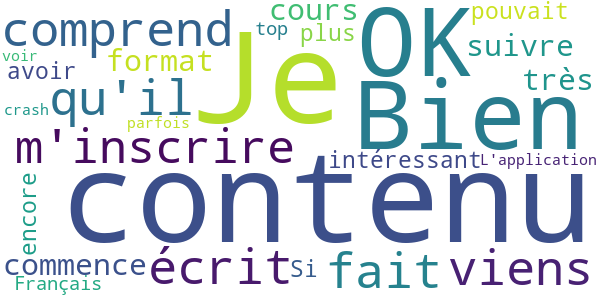 comprend
Je
OK
cours
pouvait
top
plus
suivre
voir
avoir
format
très
crash
qu'il
Bien
parfois
m'inscrire
intéressant
L'application
contenu
encore
commence
écrit
Si
fait
viens
Français